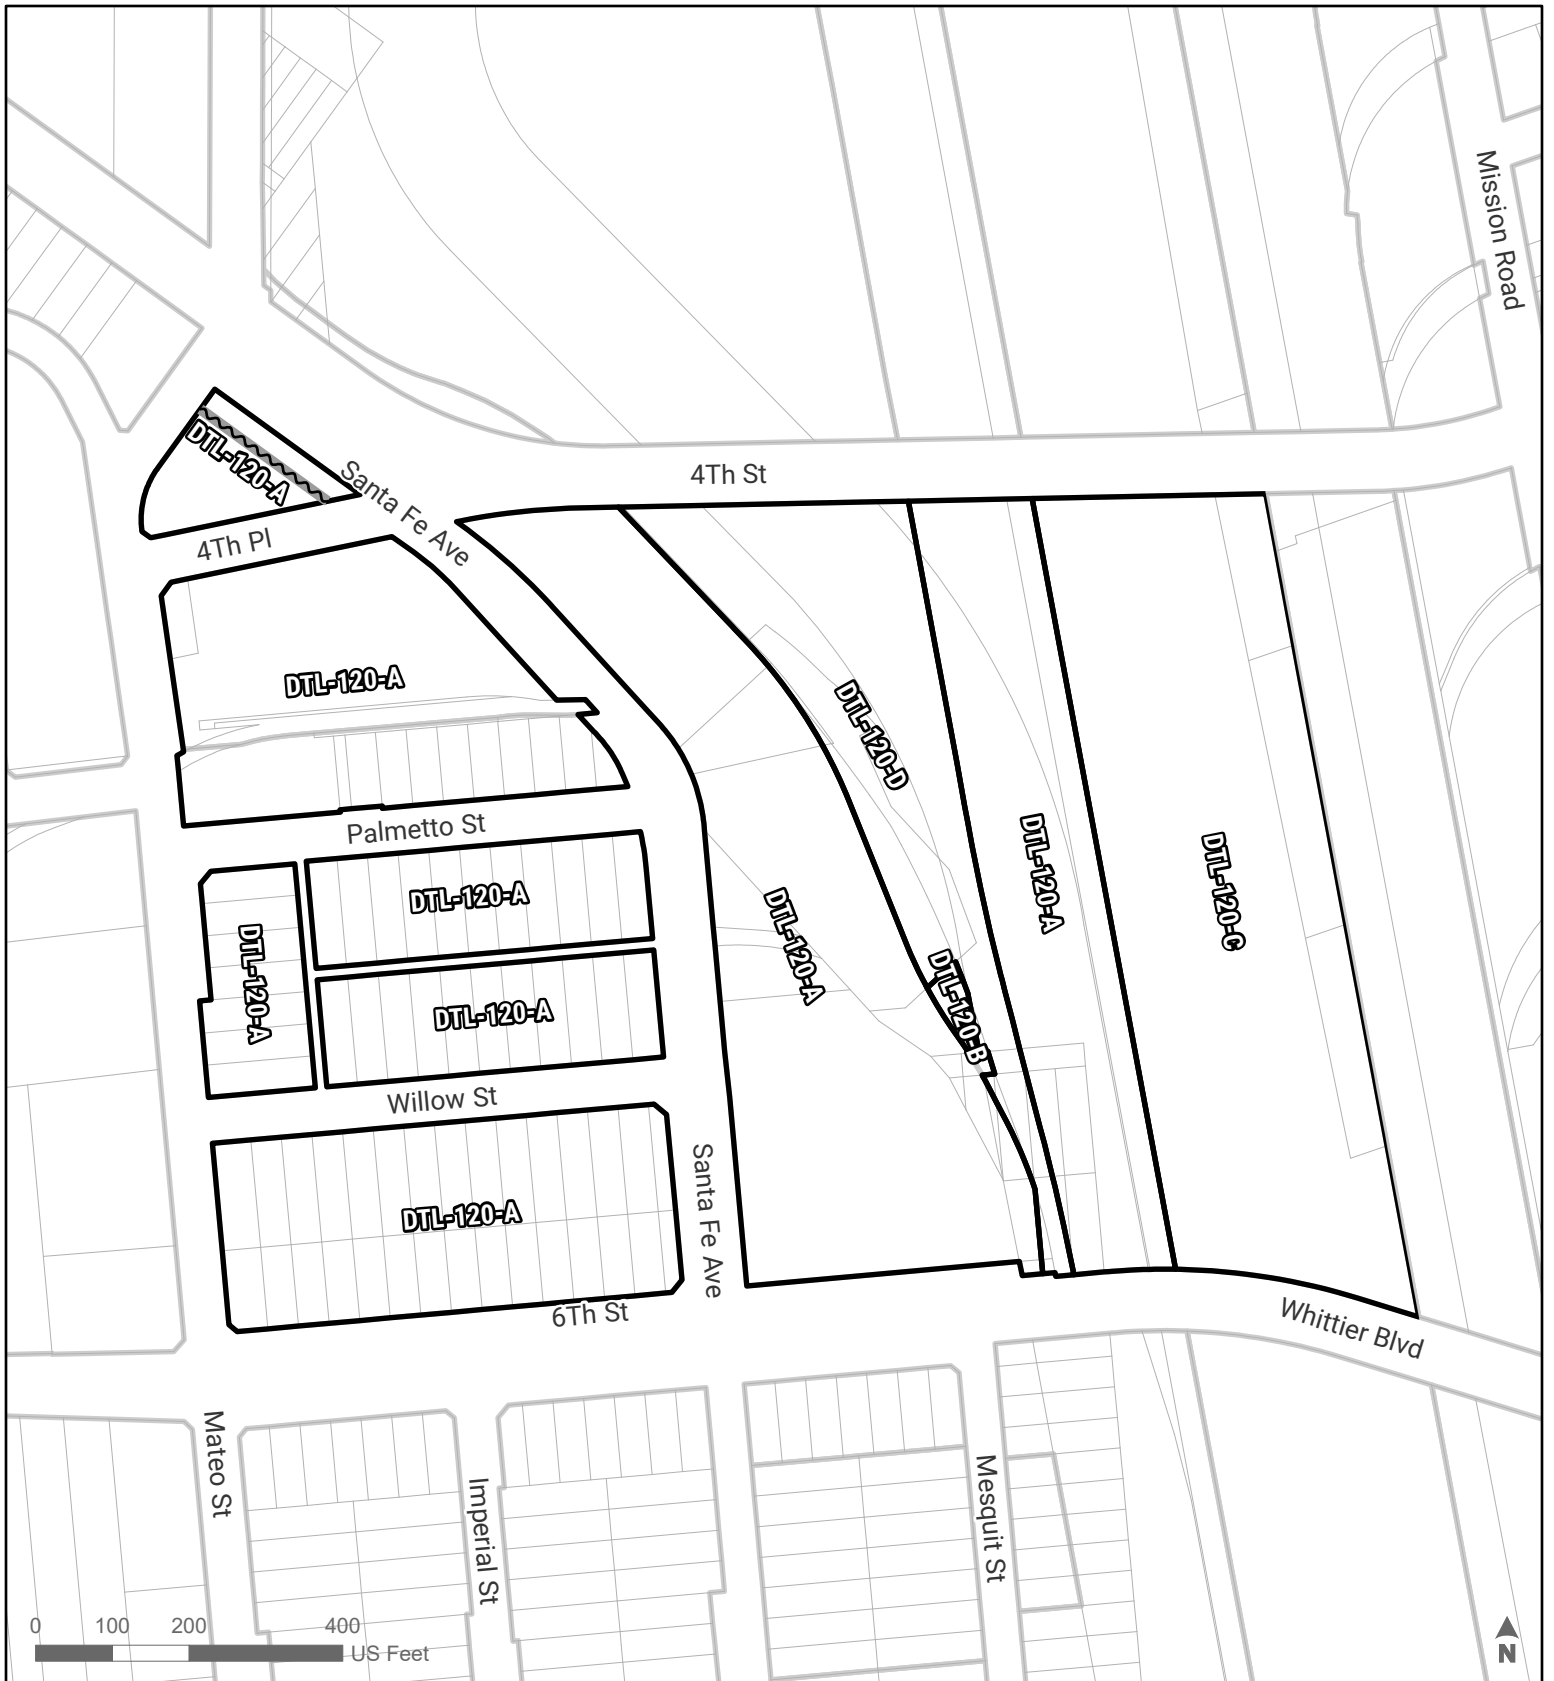 Mission Road
DTL-120-A
Santa Fe Ave
4Th St
4Th Pl
DTL-120-A
DTL-120-D
DTL-120-A
DTL-120-C
Palmetto St
DTL-120-A
DTL-120-A
DTL-120-A
DTL-120-B
DTL-120-A
Willow St
DTL-120-A
Santa Fe Ave
6Th St
Whittier Blvd
Mateo St
Imperial St
Mesquit St
0 100 200 400
US Feet
N